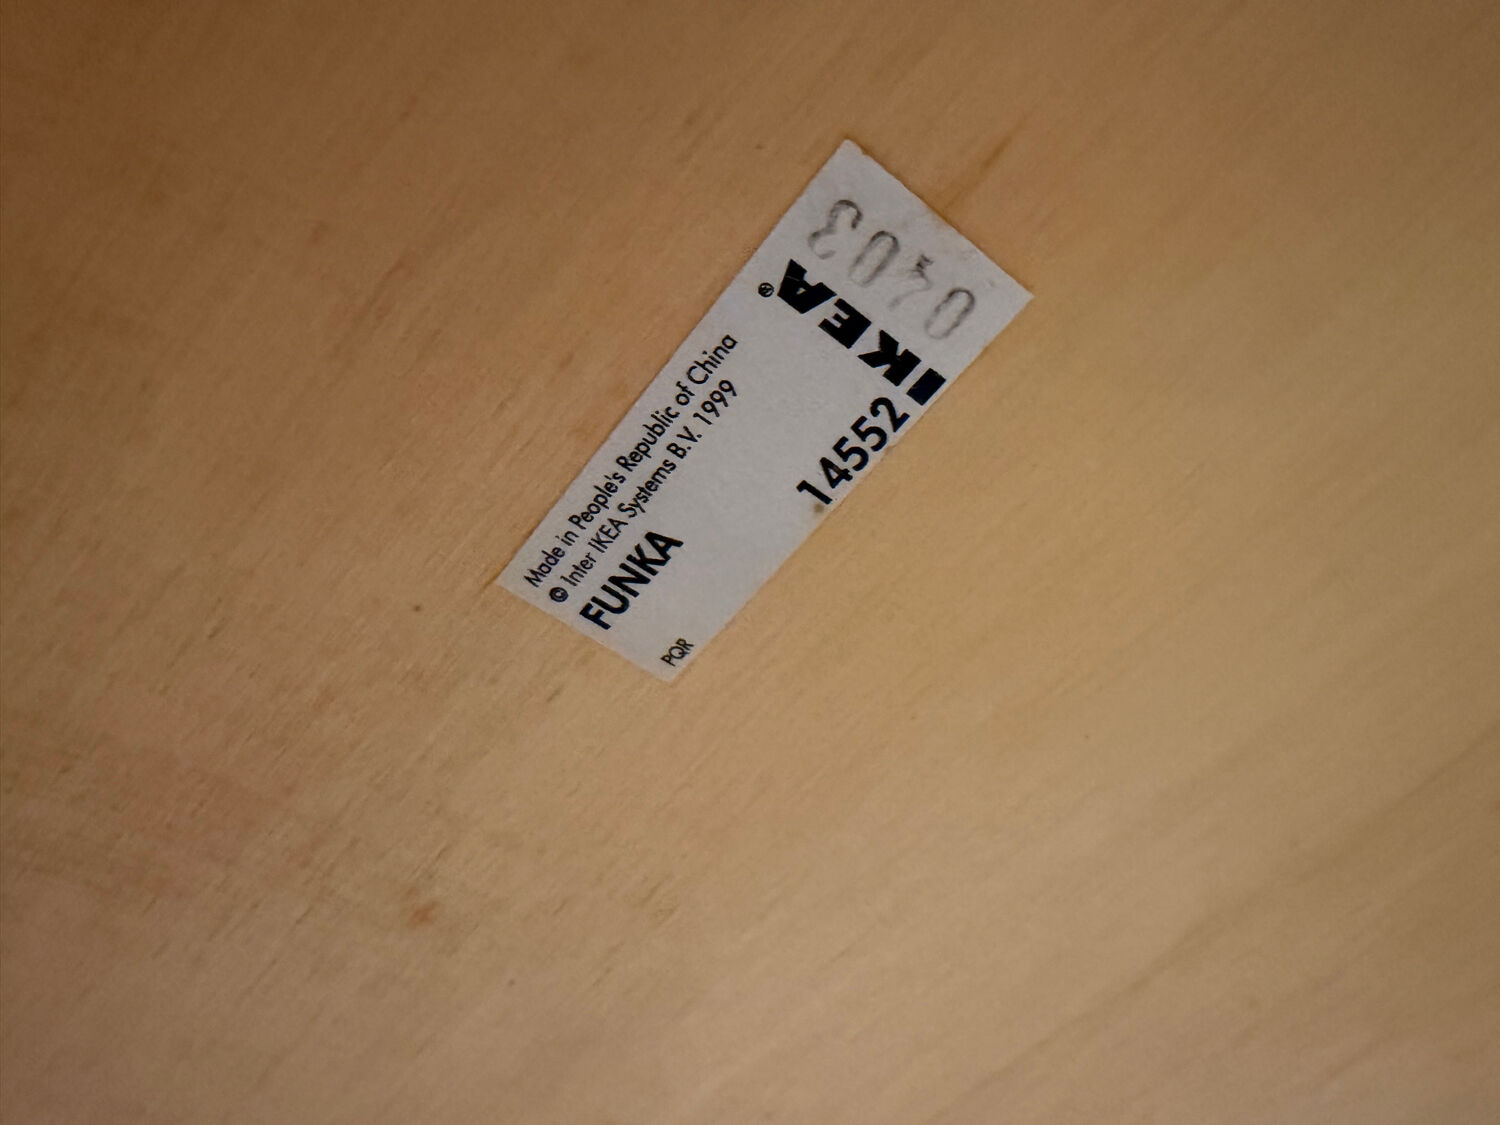 Made in People's Republic of China
© Inter IKEA Systems B.V. 1999
FUNKA
PQR
14552
IKEA®
0403